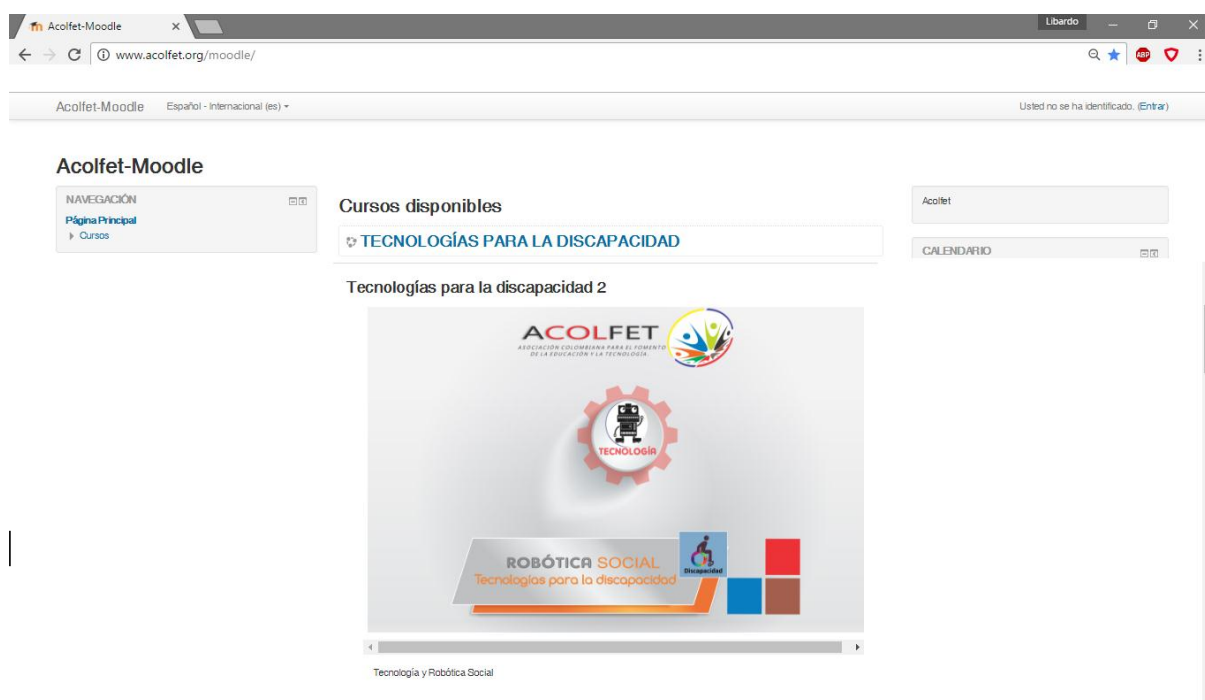 Acolfet-Moodle
Libardo
www.acolfet.org/moodle/
ABP
Acolfet-Moodle Español - Internacional (es)
Usted no se ha identificado. (Entrar)
Acolfet-Moodle
NAVEGACIÓN
Página Principal
Cursos
Cursos disponibles
TECNOLOGÍAS PARA LA DISCAPACIDAD
Acolfet
CALENDARIO
Tecnologías para la discapacidad 2
ACOLFET
ASOCIACIÓN COLOMBIANA PARA EL FOMENTO
DE LA EDUCACIÓN Y LA TECNOLOGÍA
TECNOLOGÍA
ROBÓTICA SOCIAL
Tecnologías para la discapacidad
Discapacidad
Tecnología y Robótica Social